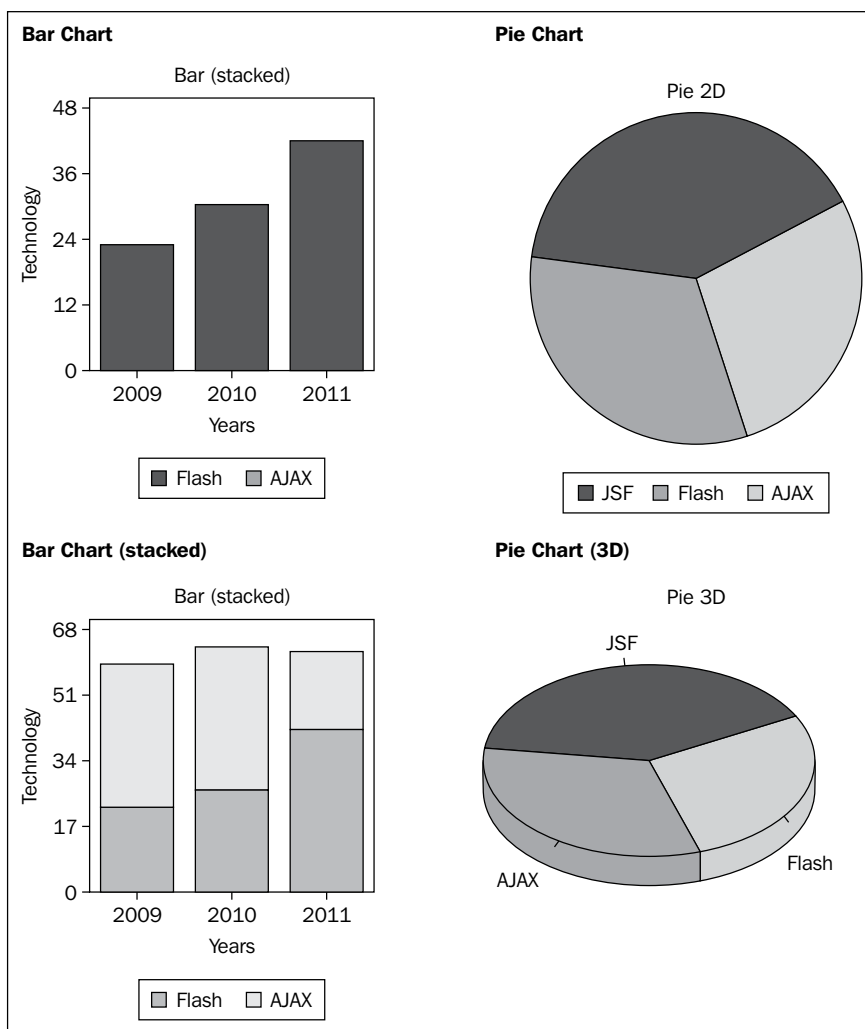 Bar Chart
Bar (stacked)
48
36
24
12
0
Technology
2009 2010 2011
Years
Flash AJAX
Pie Chart
Pie 2D
JSF Flash AJAX
Bar Chart (stacked)
Bar (stacked)
68
51
34
17
0
Technology
2009 2010 2011
Years
Flash AJAX
Pie Chart (3D)
Pie 3D
JSF
AJAX
Flash